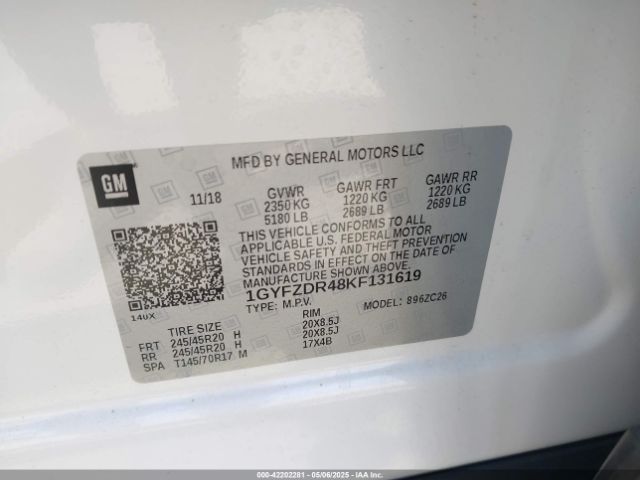 GM
MFD BY GENERAL MOTORS LLC
11/18
GVWR
2350 KG
5180 LB
GAWR FRT
1220 KG
2689 LB
GAWR RR
1220 KG
2689 LB
THIS VEHICLE CONFORMS TO ALL
APPLICABLE U.S. FEDERAL MOTOR
VEHICLE SAFETY AND THEFT PREVENTION
STANDARDS IN EFFECT ON THE DATE OF
MANUFACTURE SHOWN ABOVE.
1GYFZDR48KF131619
TYPE: M.P.V.
MODEL: 896ZC26
140X
TIRE SIZE RIM
FRT 245/45R20 H 20X8.5J
RR 245/45R20 H 20X8.5J
SPA T145/70R17 M 17X4B
000-42202281 - 05/06/2025 - IAAI.COM